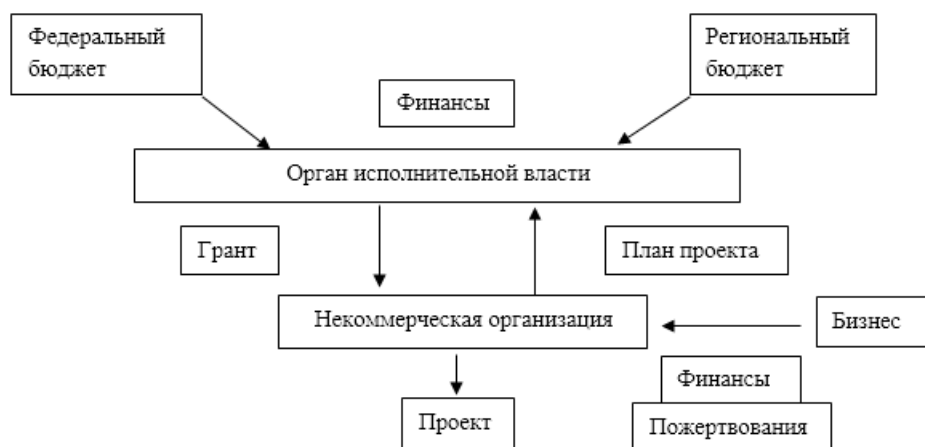 Федеральный
бюджет
Региональный
бюджет
Финансы
Орган исполнительной власти
Грант
План проекта
Некоммерческая организация
Бизнес
Финансы
Проект
Пожертвования